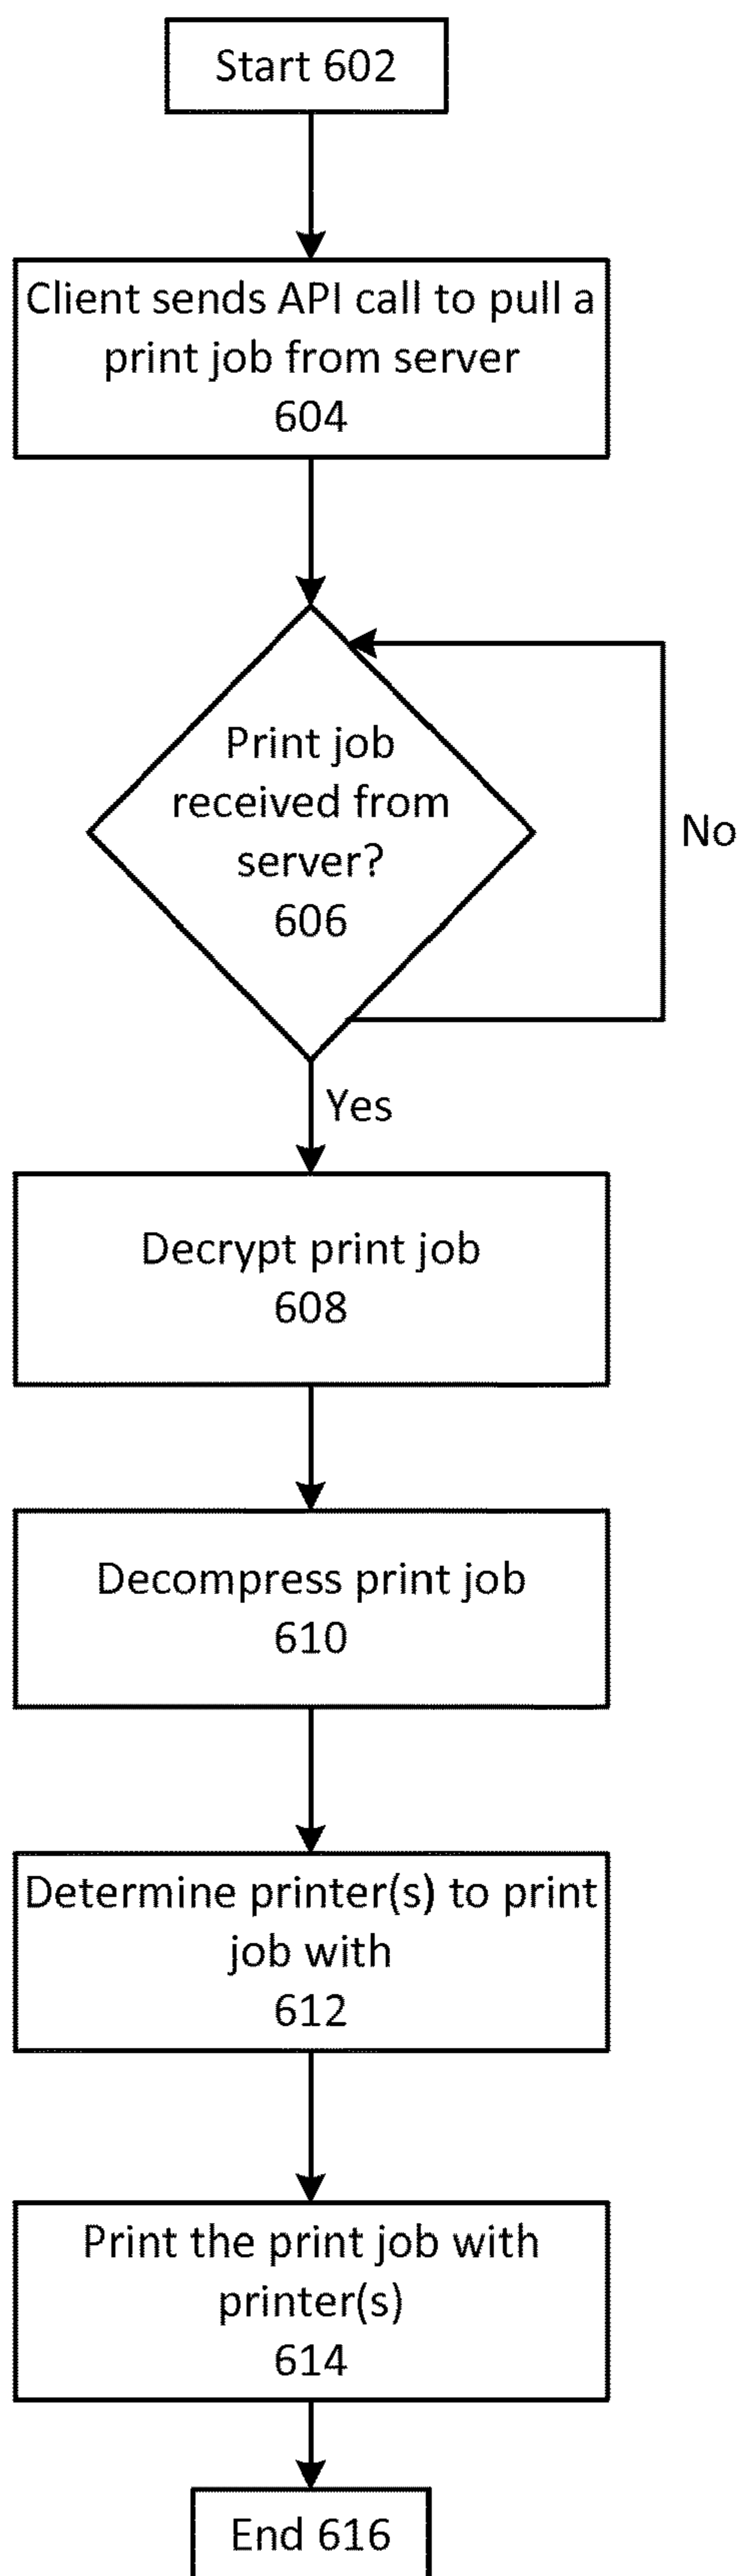 Start 602
Client sends API call to pull a
print job from server
604
Print job
received from
server?
606
No
Yes
Decrypt print job
608
Decompress print job
610
Determine printer(s) to print
job with
612
Print the print job with
printer(s)
614
End 616